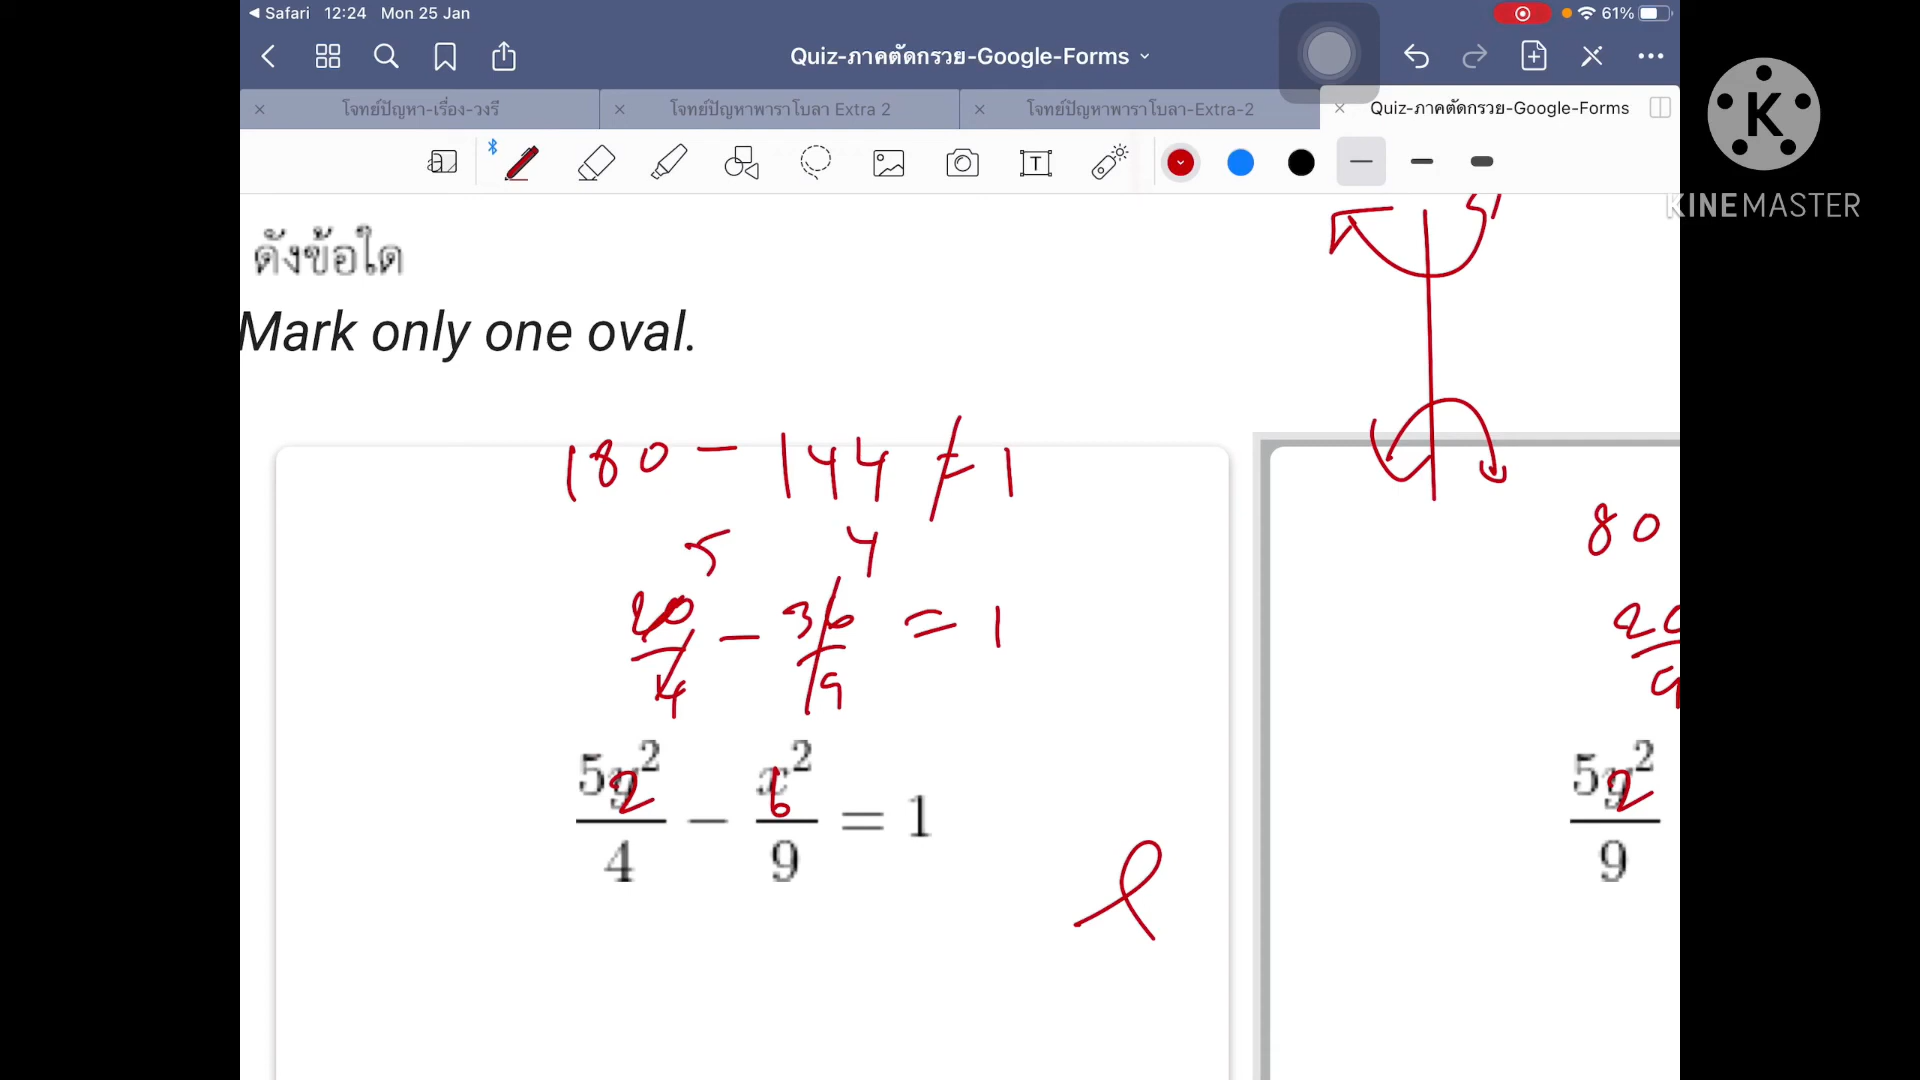 Safari 12:24 Mon 25 Jan 61%
Quiz-ภาคตัดกรวย-Google-Forms
โจทย์ปัญหา-เรื่อง-วงรี
โจทย์ปัญหาพาราโบลา Extra 2
โจทย์ปัญหาพาราโบลา-Extra-2
Quiz-ภาคตัดกรวย-Google-Forms
K
KINEMASTER
a
T
ดังข้อใด
Mark only one oval.
180 - 144 ≠ 1
5 4
20/4 - 36/9 = 1
5y²/4 - x²/9 = 1
2 6
80
20/9
5y²/9
2